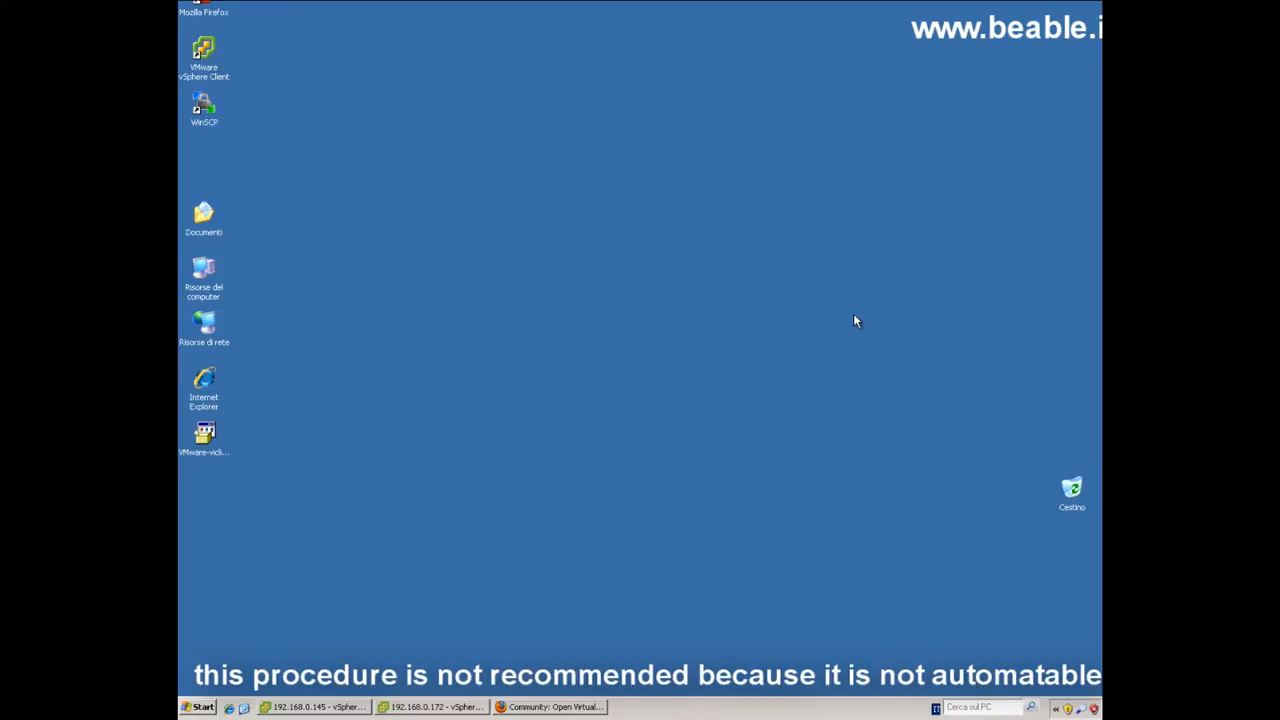 Mozilla Firefox
www.beable.i
VMware
vSphere Client
WinSCP
Documenti
Risorse del
computer
Risorse di rete
Internet
Explorer
VMware-vicli...
Cestino
this procedure is not recommended because it is not automatable
Start
192.168.0.145 - vSpher...
192.168.0.172 - vSpher...
Community: Open Virtual...
IT
Cerca sul PC